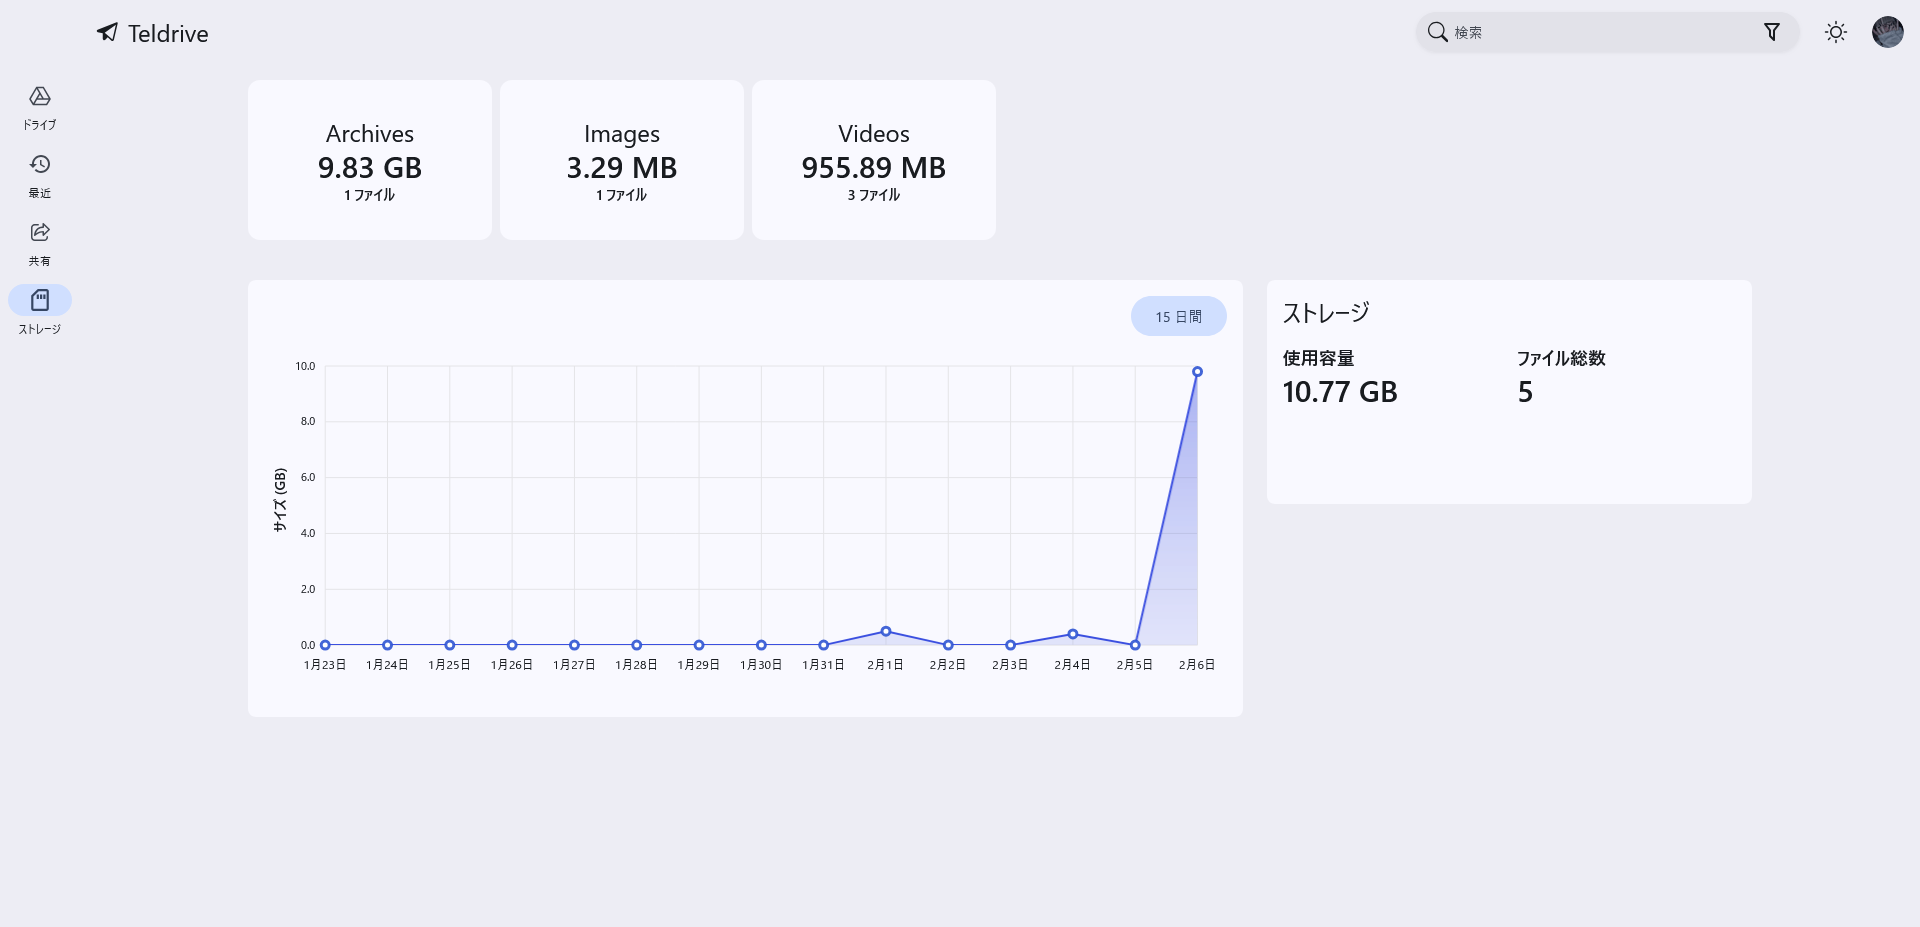 Teldrive
検索
ドライブ
最近
共有
ストレージ
Archives
9.83 GB
1 ファイル
Images
3.29 MB
1 ファイル
Videos
955.89 MB
3 ファイル
15 日間
サイズ (GB)
10.0
8.0
6.0
4.0
2.0
0.0
1月23日 1月24日 1月25日 1月26日 1月27日 1月28日 1月29日 1月30日 1月31日 2月1日 2月2日 2月3日 2月4日 2月5日 2月6日
ストレージ
使用容量 ファイル総数
10.77 GB 5